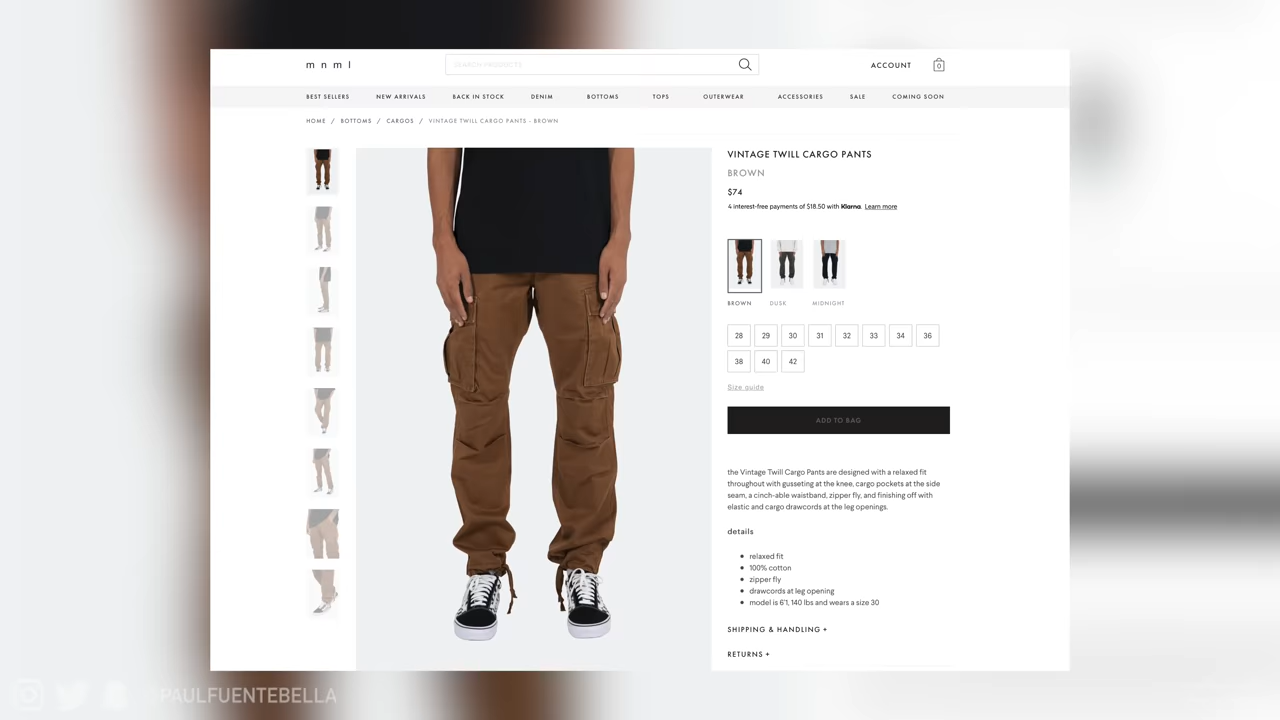 m n m l
SEARCH PRODUCTS
ACCOUNT
0
BEST SELLERS NEW ARRIVALS BACK IN STOCK DENIM BOTTOMS TOPS OUTERWEAR ACCESSORIES SALE COMING SOON
HOME / BOTTOMS / CARGOS / VINTAGE TWILL CARGO PANTS - BROWN
VINTAGE TWILL CARGO PANTS
BROWN
$74
4 interest-free payments of $18.50 with Klarna. Learn more
BROWN DUSK MIDNIGHT
28 29 30 31 32 33 34 36
38 40 42
Size guide
ADD TO BAG
the Vintage Twill Cargo Pants are designed with a relaxed fit
throughout with gusseting at the knee, cargo pockets at the side
seam, a cinch-able waistband, zipper fly, and finishing off with
elastic and cargo drawcords at the leg openings.
details
• relaxed fit
• 100% cotton
• zipper fly
• drawcords at leg opening
• model is 6'1, 140 lbs and wears a size 30
SHIPPING & HANDLING +
RETURNS +
@PAULFUENTEBELLA